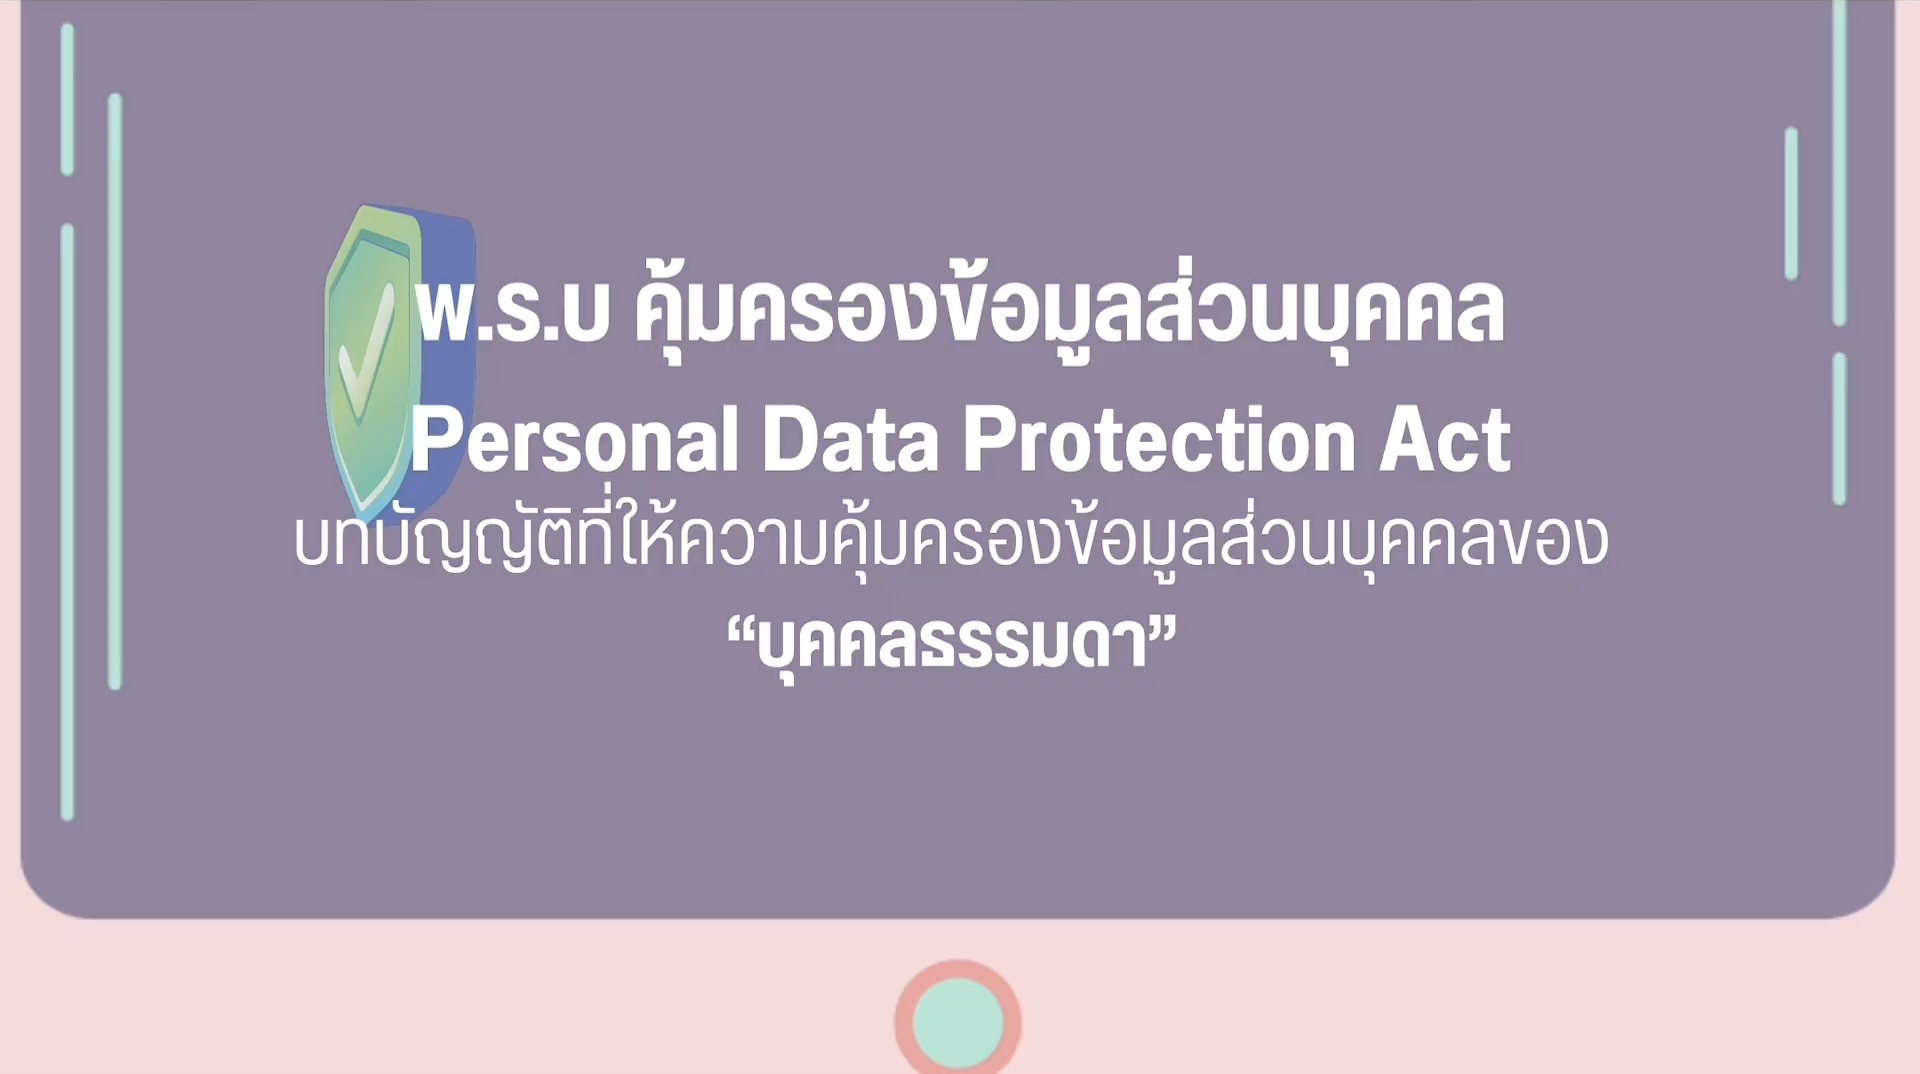 พ.ร.บ คุ้มครองข้อมูลส่วนบุคคล
Personal Data Protection Act
บทบัญญัติที่ให้ความคุ้มครองข้อมูลส่วนบุคคลของ
“บุคคลธรรมดา”